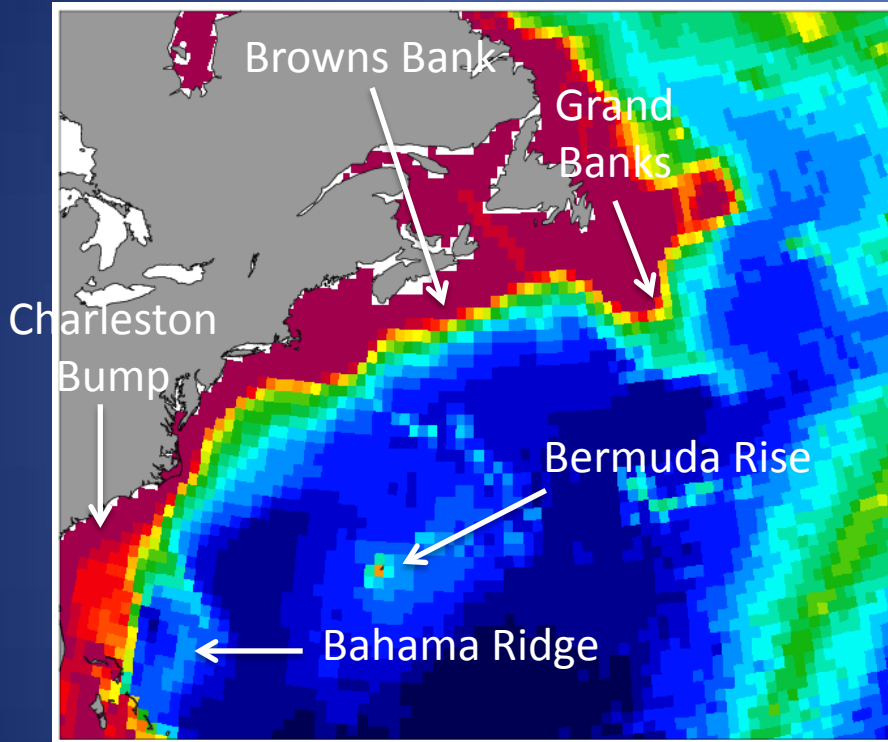 Browns Bank
Grand
Banks
Charleston
Bump
Bermuda Rise
Bahama Ridge